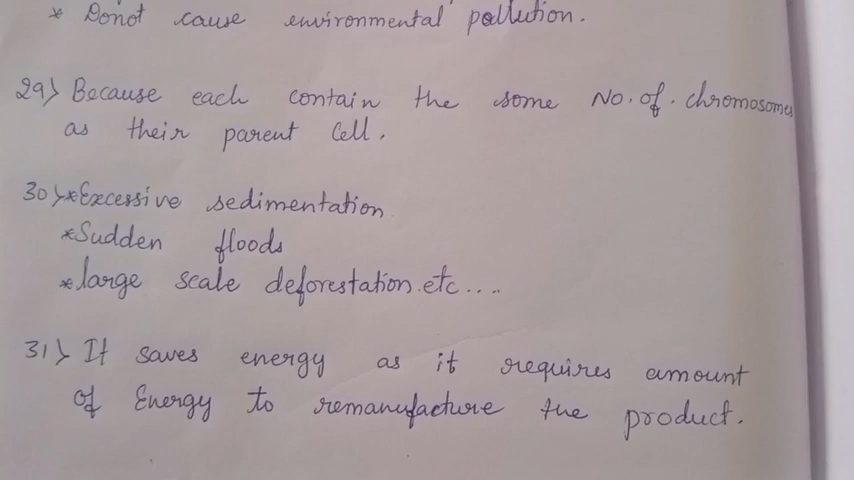 * Donot cause environmental pollution.
29> Because each contain the some No. of. chromosomes
as their parent Cell.
30>*Excessive sedimentation
*Sudden floods
*large scale deforestation.etc....
31> It saves energy as it requires amount
of Energy to remanufacture the product.